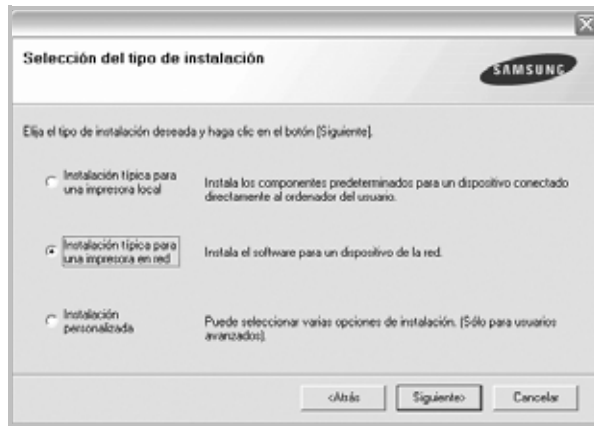 Selección del tipo de instalación
SAMSUNG
Elija el tipo de instalación deseada y haga clic en el botón [Siguiente].
Instalación típica para
una impresora local
Instala los componentes predeterminados para un dispositivo conectado
directamente al ordenador del usuario.
Instalación típica para
una impresora en red
Instala el software para un dispositivo de la red.
Instalación
personalizada
Puede seleccionar varias opciones de instalación. (Sólo para usuarios
avanzados).
<Atrás
Siguiente>
Cancelar